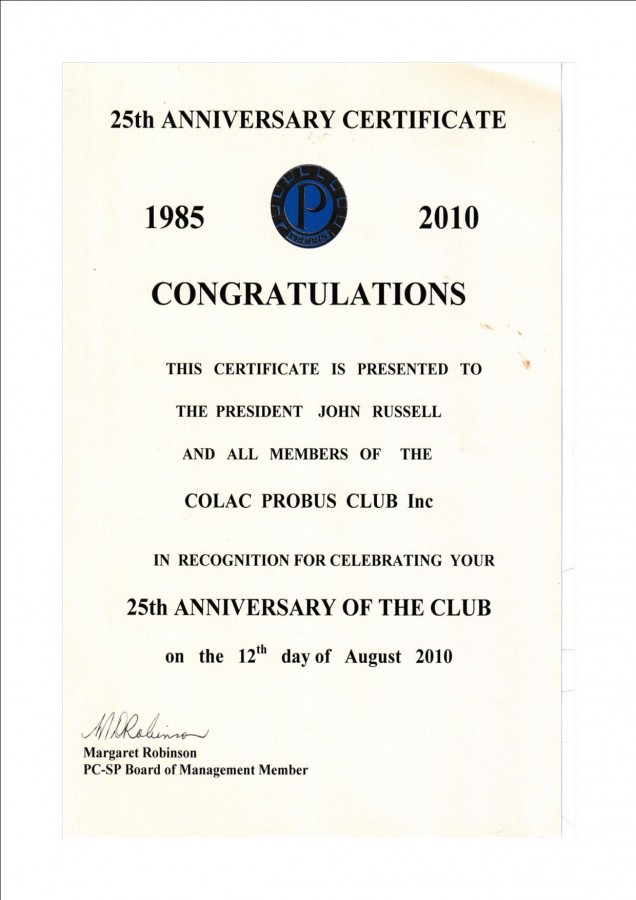 25th ANNIVERSARY CERTIFICATE
P
PROBUS
1985 2010
CONGRATULATIONS
THIS CERTIFICATE IS PRESENTED TO
THE PRESIDENT JOHN RUSSELL
AND ALL MEMBERS OF THE
COLAC PROBUS CLUB Inc
IN RECOGNITION FOR CELEBRATING YOUR
25th ANNIVERSARY OF THE CLUB
on the 12th day of August 2010
M D Robinson
Margaret Robinson
PC-SP Board of Management Member